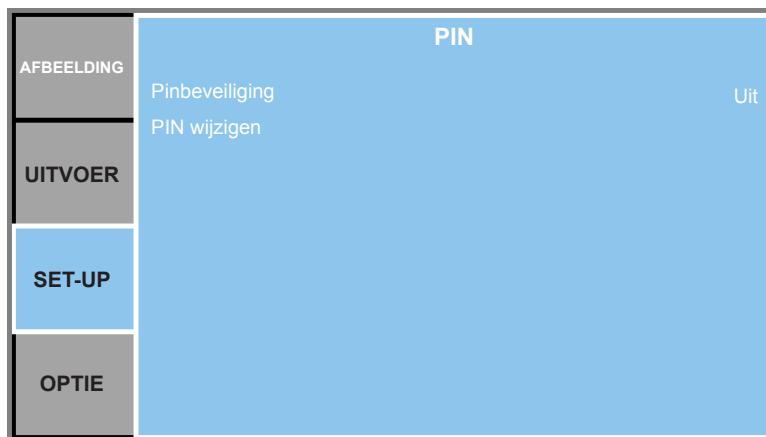 AFBEELDING
UITVOER
SET-UP
OPTIE
PIN
Pinbeveiliging Uit
PIN wijzigen